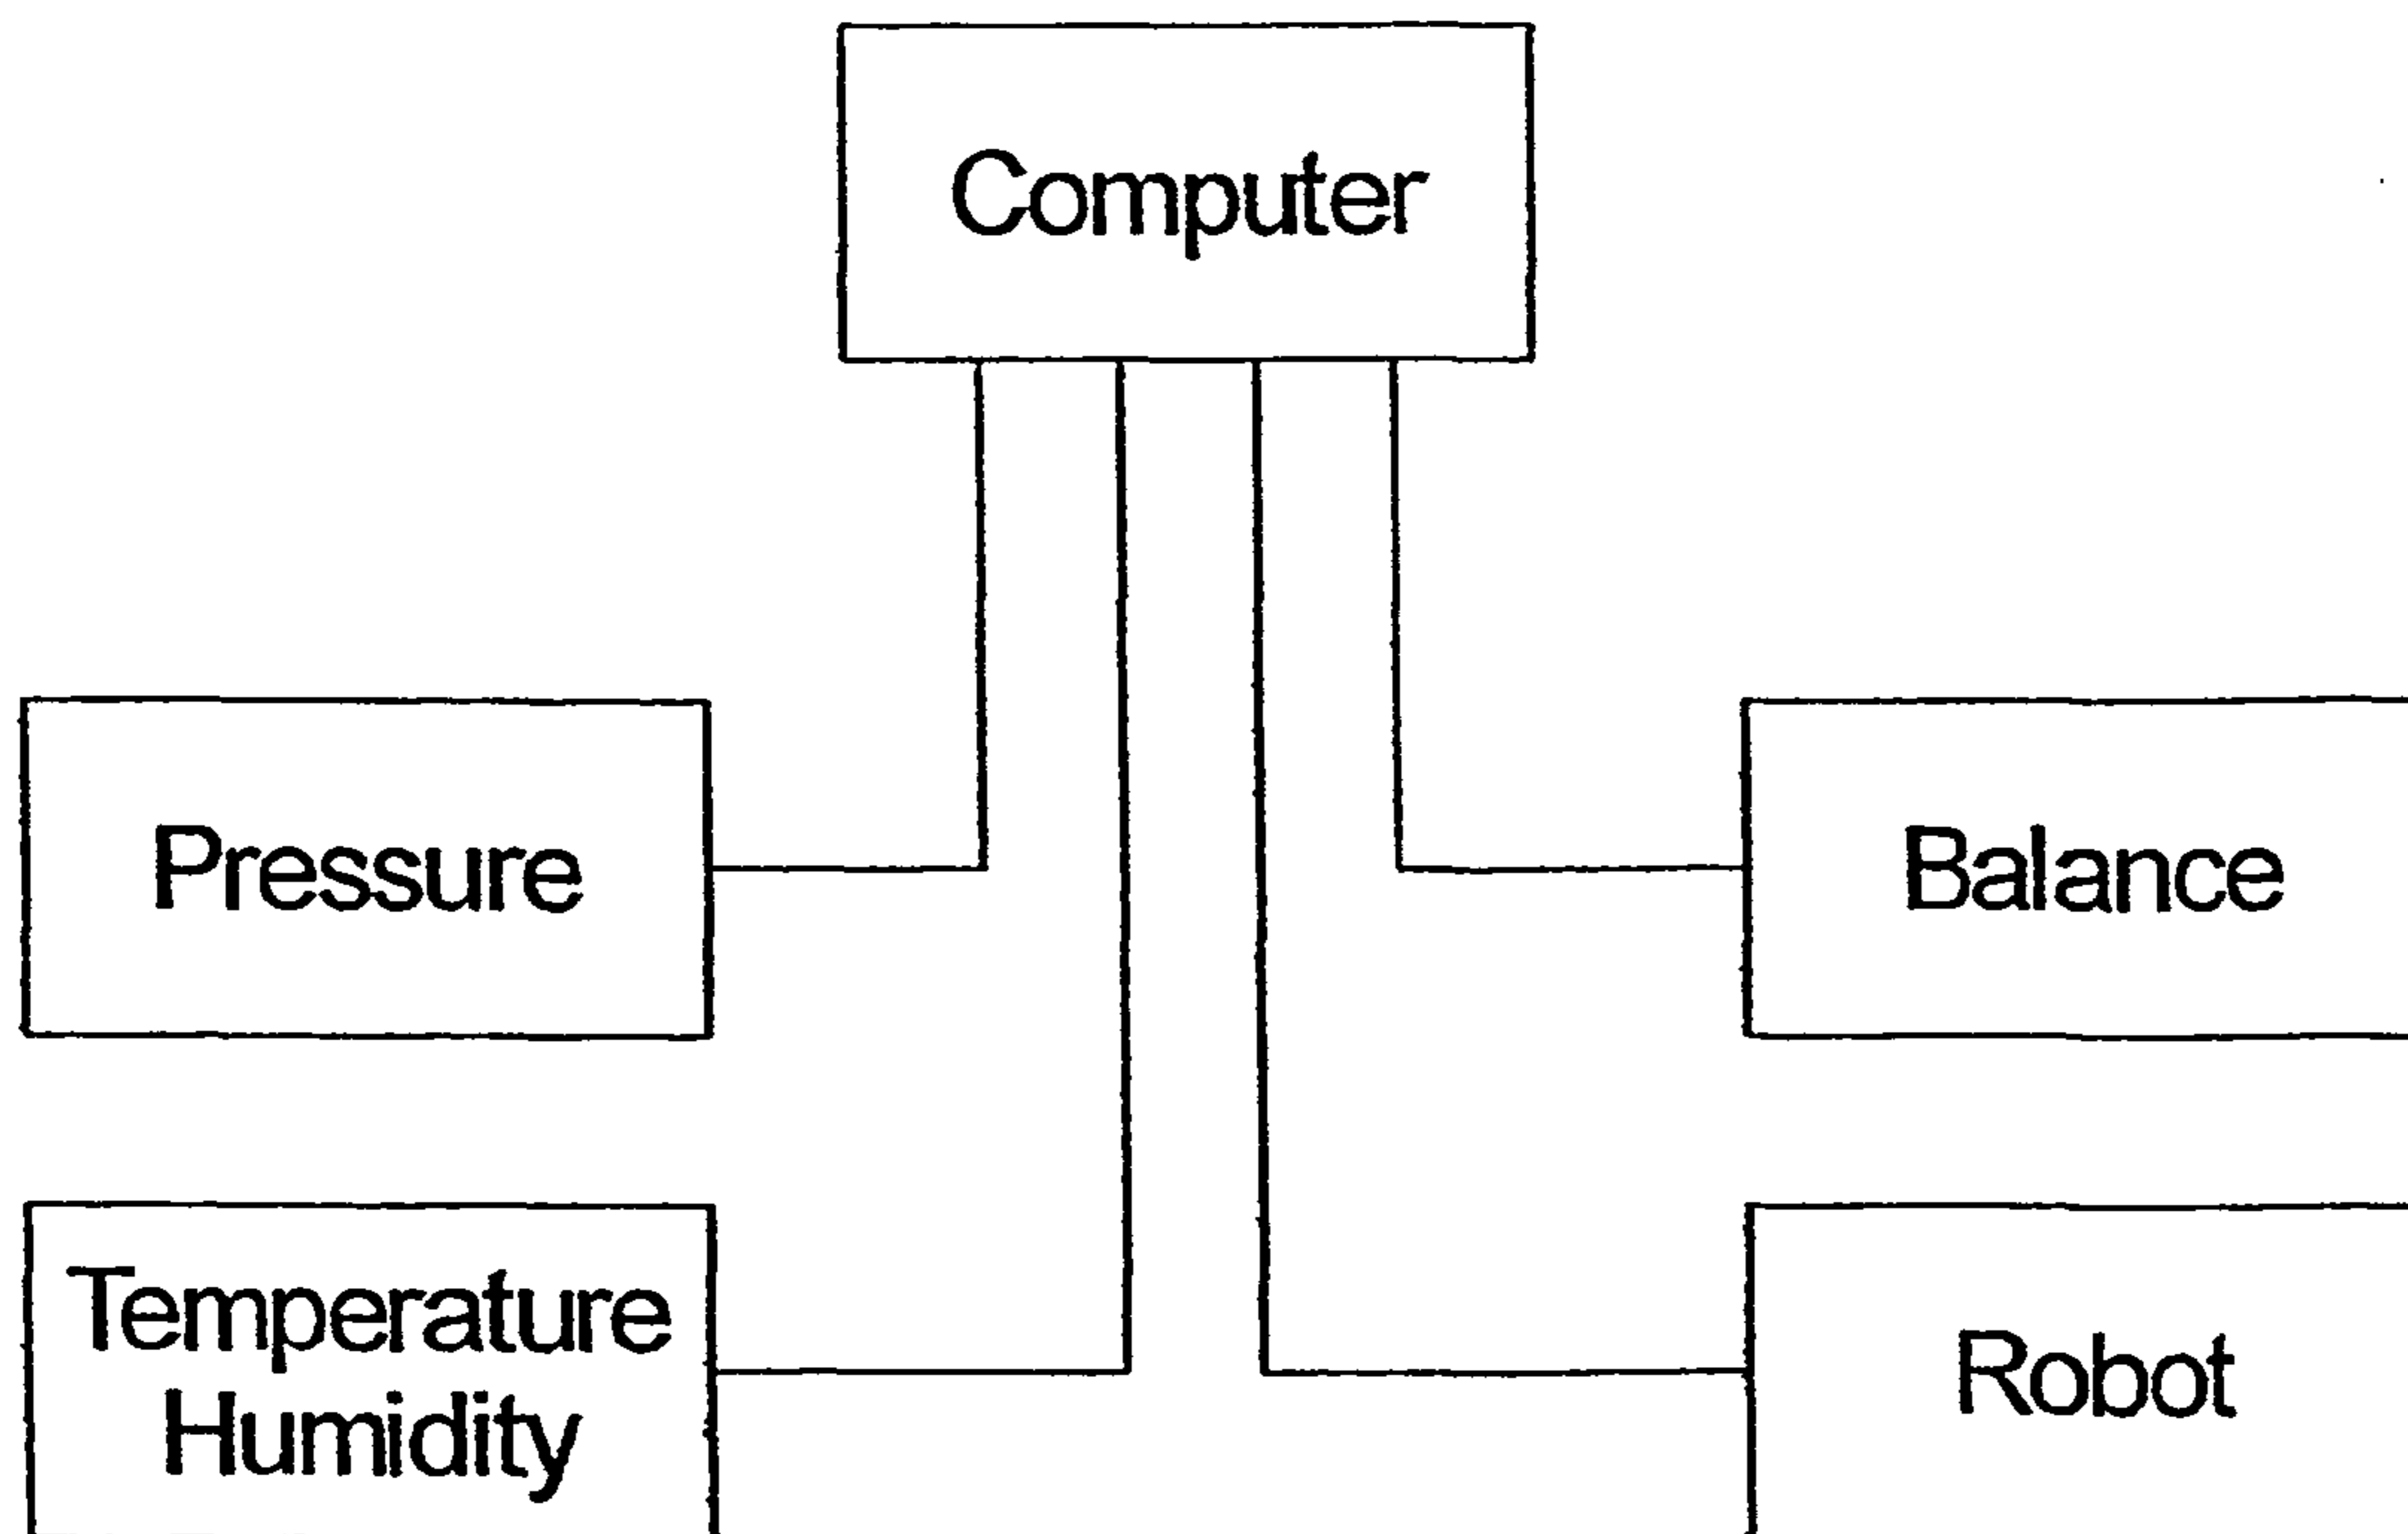 Computer
Pressure
Balance
Temperature
Humidity
Robot